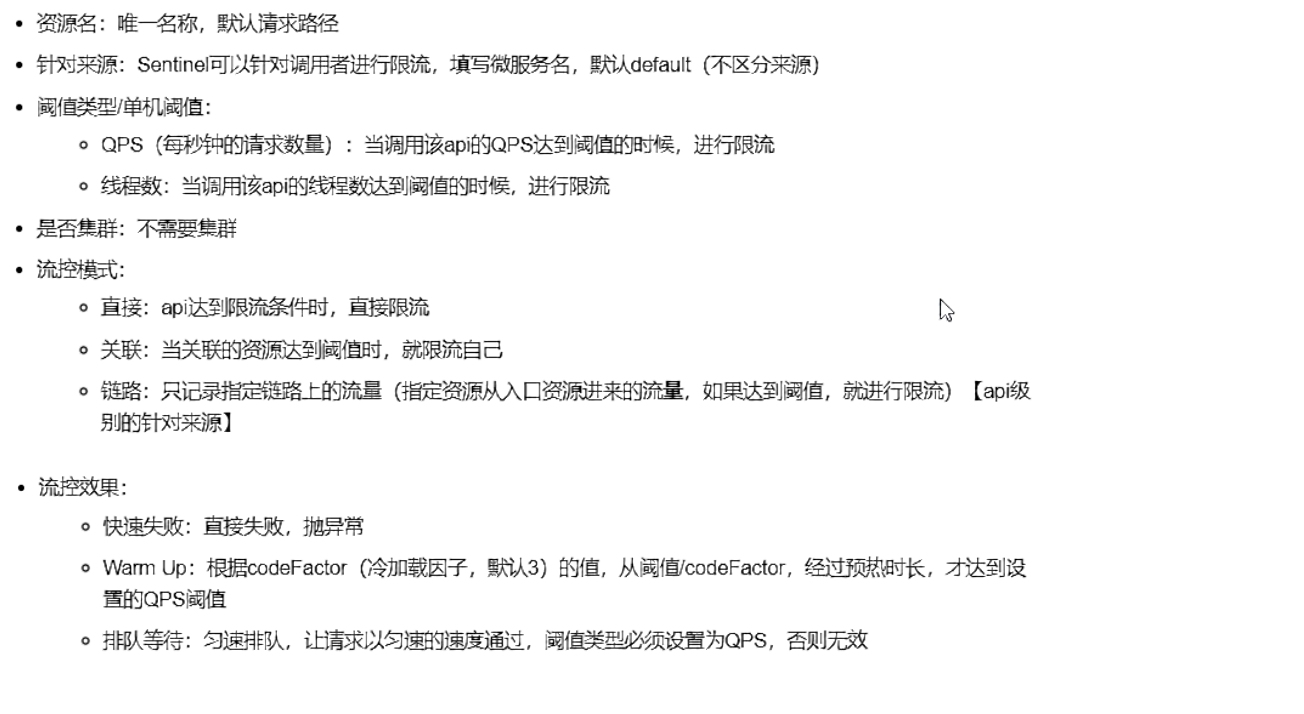 资源名：唯一名称，默认请求路径
针对来源：Sentinel可以针对调用者进行限流，填写微服务名，默认default（不区分来源）
阈值类型/单机阈值：
QPS（每秒钟的请求数量）：当调用该api的QPS达到阈值的时候，进行限流
线程数：当调用该api的线程数达到阈值的时候，进行限流
是否集群：不需要集群
流控模式：
直接：api达到限流条件时，直接限流
关联：当关联的资源达到阈值时，就限流自己
链路：只记录指定链路上的流量（指定资源从入口资源进来的流量，如果达到阈值，就进行限流）【api级
别的针对来源】
流控效果：
快速失败：直接失败，抛异常
Warm Up：根据codeFactor（冷加载因子，默认3）的值，从阈值/codeFactor，经过预热时长，才达到设
置的QPS阈值
排队等待：匀速排队，让请求以匀速的速度通过，阈值类型必须设置为QPS，否则无效